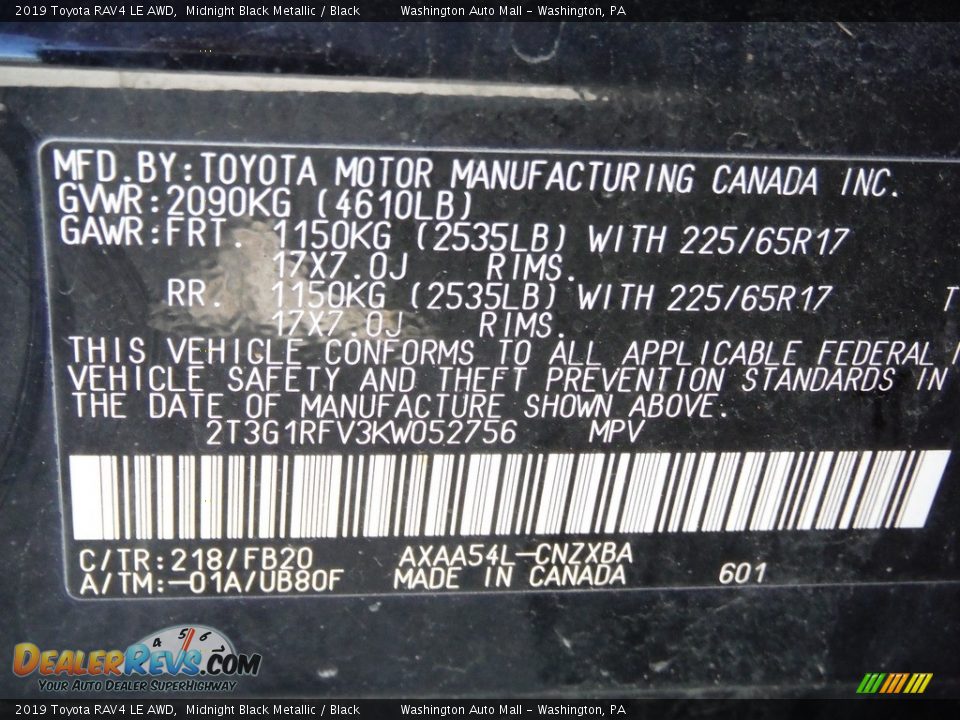 2019 Toyota RAV4 LE AWD, Midnight Black Metallic / Black Washington Auto Mall - Washington, PA
MFD.BY:TOYOTA MOTOR MANUFACTURING CANADA INC.
GVWR:2090KG (4610LB)
GAWR:FRT. 1150KG (2535LB) WITH 225/65R17
17X7.0J RIMS.
RR. 1150KG (2535LB) WITH 225/65R17 T
17X7.0J RIMS.
THIS VEHICLE CONFORMS TO ALL APPLICABLE FEDERAL
VEHICLE SAFETY AND THEFT PREVENTION STANDARDS IN
THE DATE OF MANUFACTURE SHOWN ABOVE.
2T3G1RFV3KW052756 MPV
C/TR:218/FB20 AXAA54L-CNZXBA
A/TM:-01A/UB80F MADE IN CANADA 601
4 5 6
DEALERREVS.COM
YOUR AUTO DEALER SUPERHIGHWAY
2019 Toyota RAV4 LE AWD, Midnight Black Metallic / Black Washington Auto Mall - Washington, PA